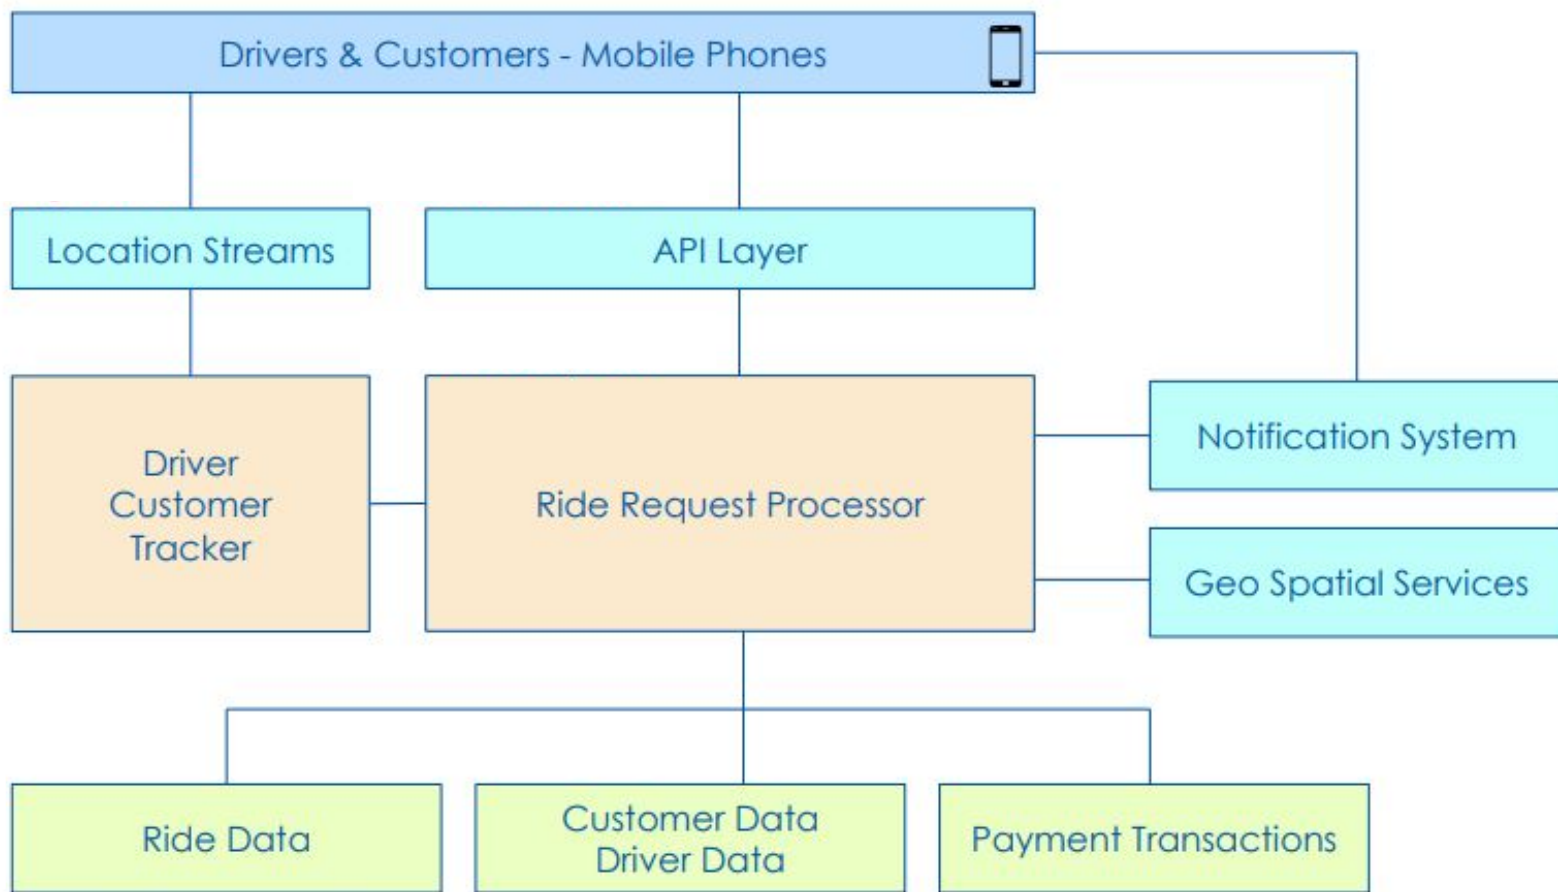 Drivers & Customers - Mobile Phones
Location Streams
API Layer
Driver
Customer
Tracker
Ride Request Processor
Notification System
Geo Spatial Services
Ride Data
Customer Data
Driver Data
Payment Transactions